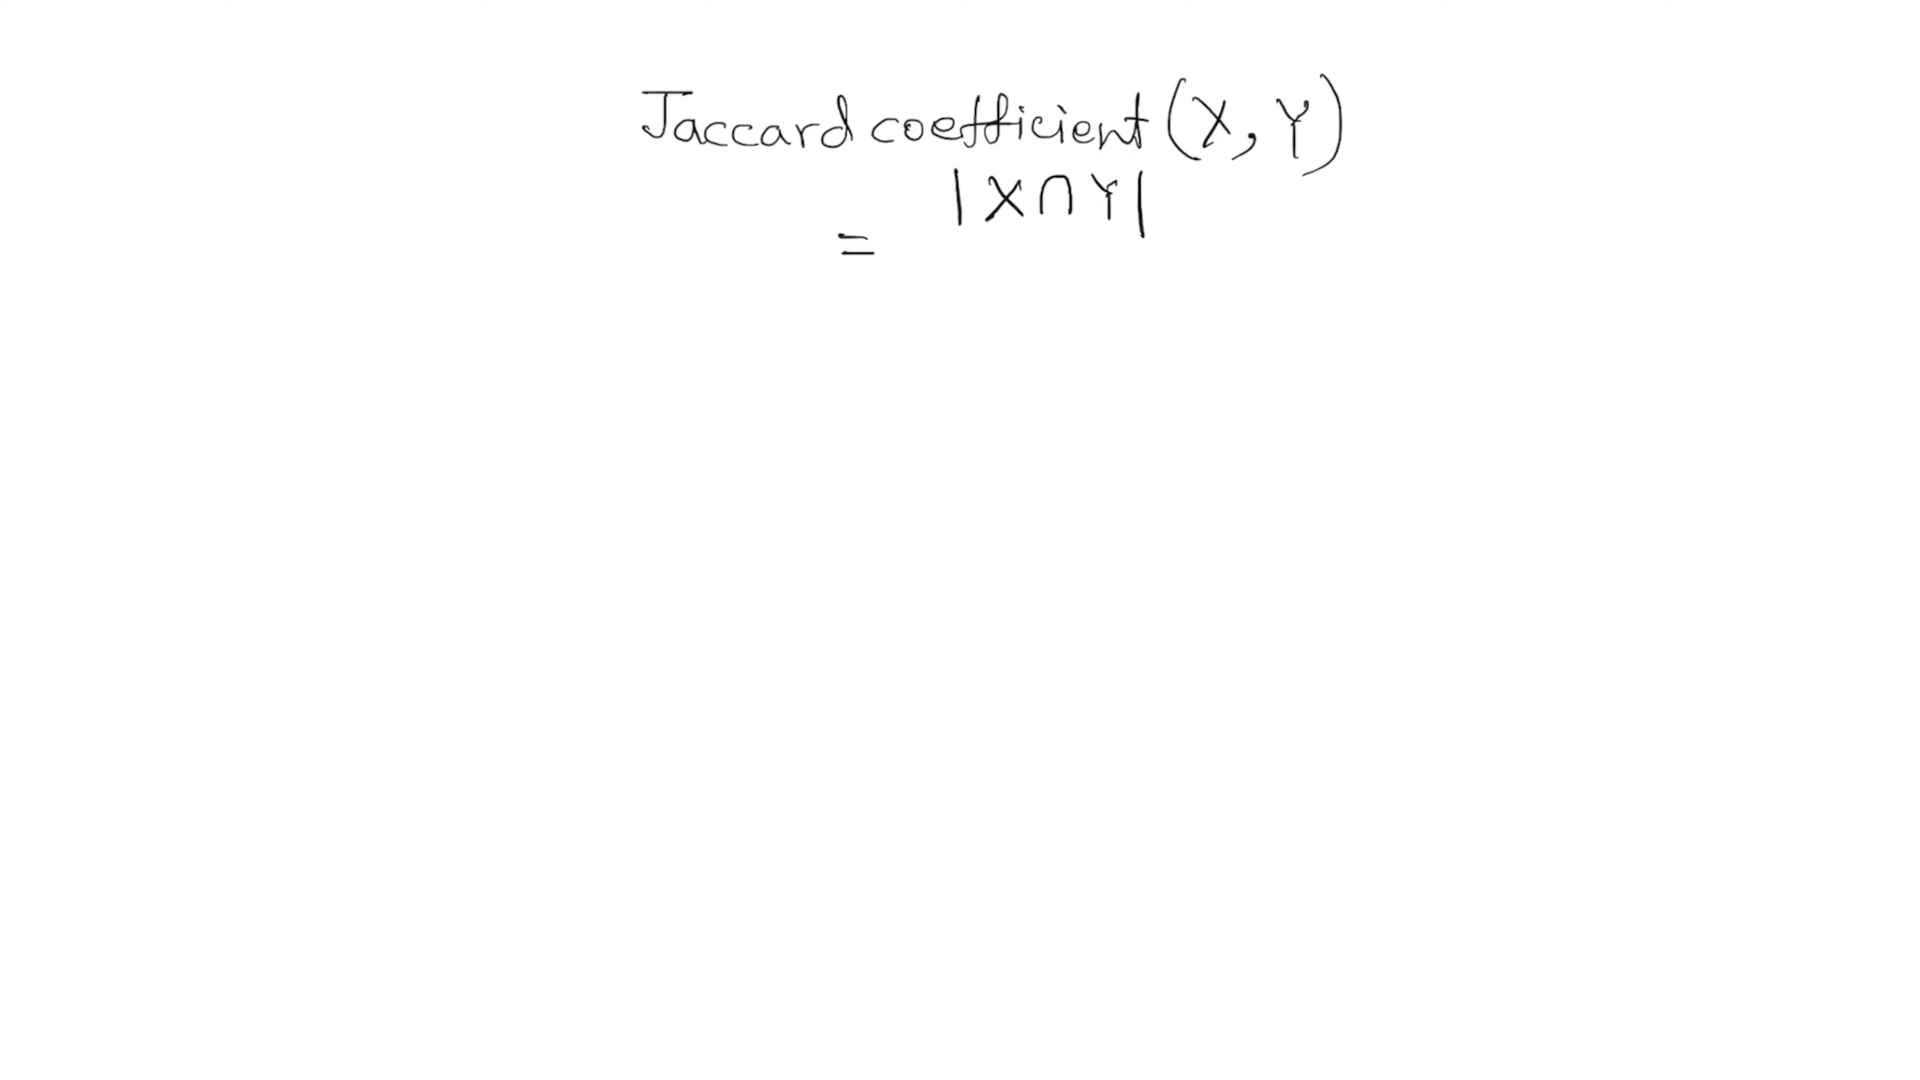 Jaccard coefficient (X, Y)
|X∩Y|
=